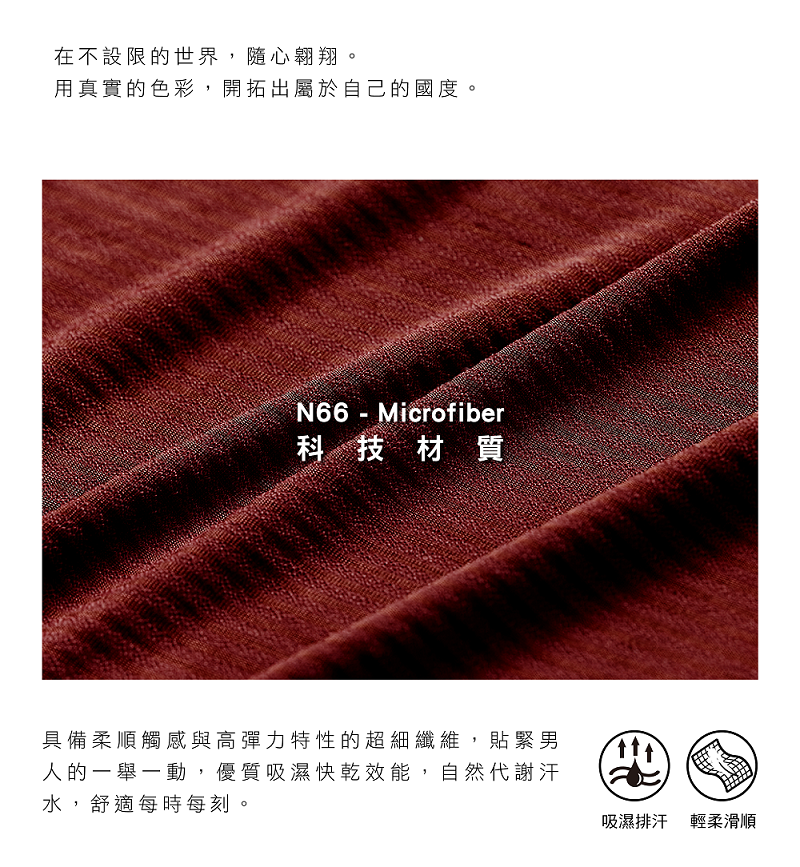 在不設限的世界，隨心翱翔。
用真實的色彩，開拓出屬於自己的國度。
N66 - Microfiber
科技材質
具備柔順觸感與高彈力特性的超細纖維，貼緊男
人的一舉一動，優質吸濕快乾效能，自然代謝汗
水，舒適每時每刻。
吸濕排汗
輕柔滑順